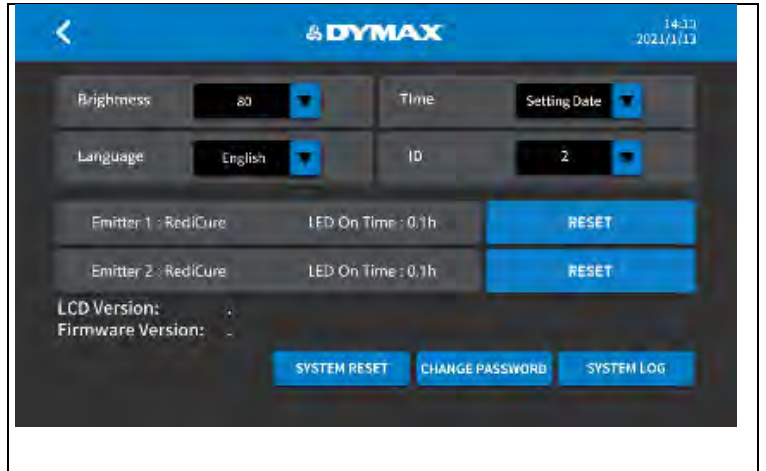 DYMAX
14:13
2021/1/13
Brightness 80 Time Setting Date
Language English ID 2
Emitter 1 : RediCure LED On Time : 0.1h RESET
Emitter 2 : RediCure LED On Time : 0.1h RESET
LCD Version: .
Firmware Version: .
SYSTEM RESET CHANGE PASSWORD SYSTEM LOG